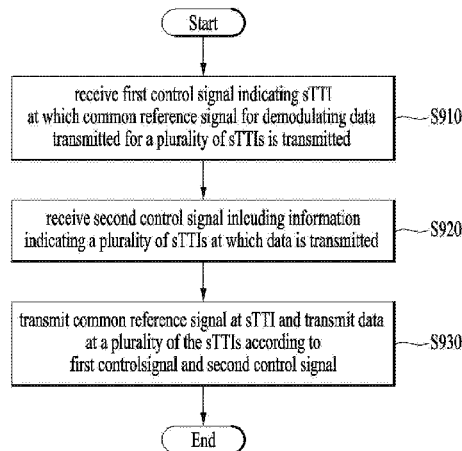 Start
receive first control signal indicating sTTI
at which common reference signal for demodulating data
transmitted for a plurality of sTTIs is transmitted
S910
receive second control signal inlcuding information
indicating a plurality of sTTIs at which data is transmitted
S920
transmit common reference signal at sTTI and transmit data
at a plurality of the sTTIs according to
first controlsignal and second control signal
S930
End